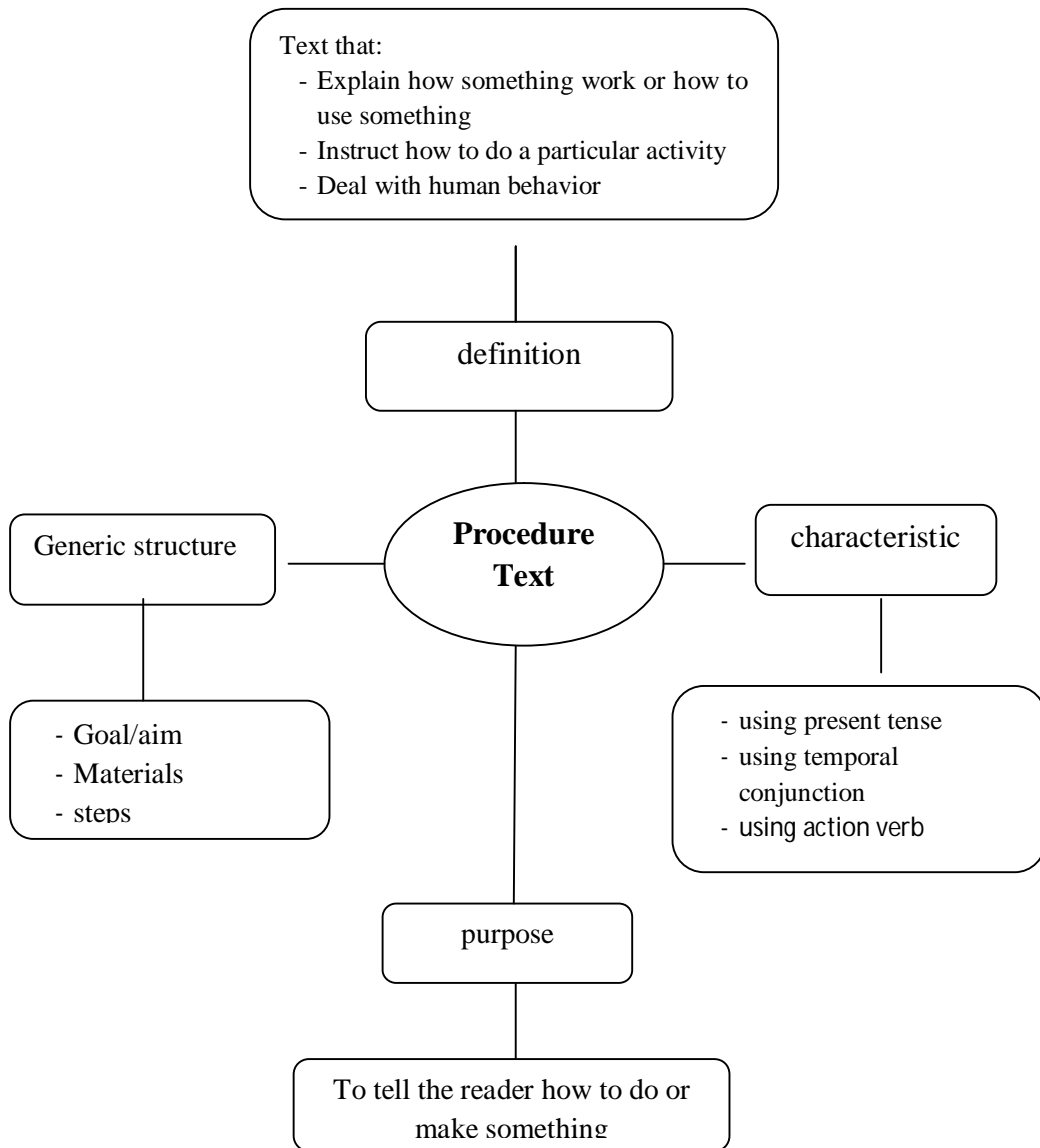 Text that:
- Explain how something work or how to
use something
- Instruct how to do a particular activity
- Deal with human behavior
definition
Procedure
Text
Generic structure
characteristic
- Goal/aim
- Materials
- steps
- using present tense
- using temporal
conjunction
- using action verb
purpose
To tell the reader how to do or
make something